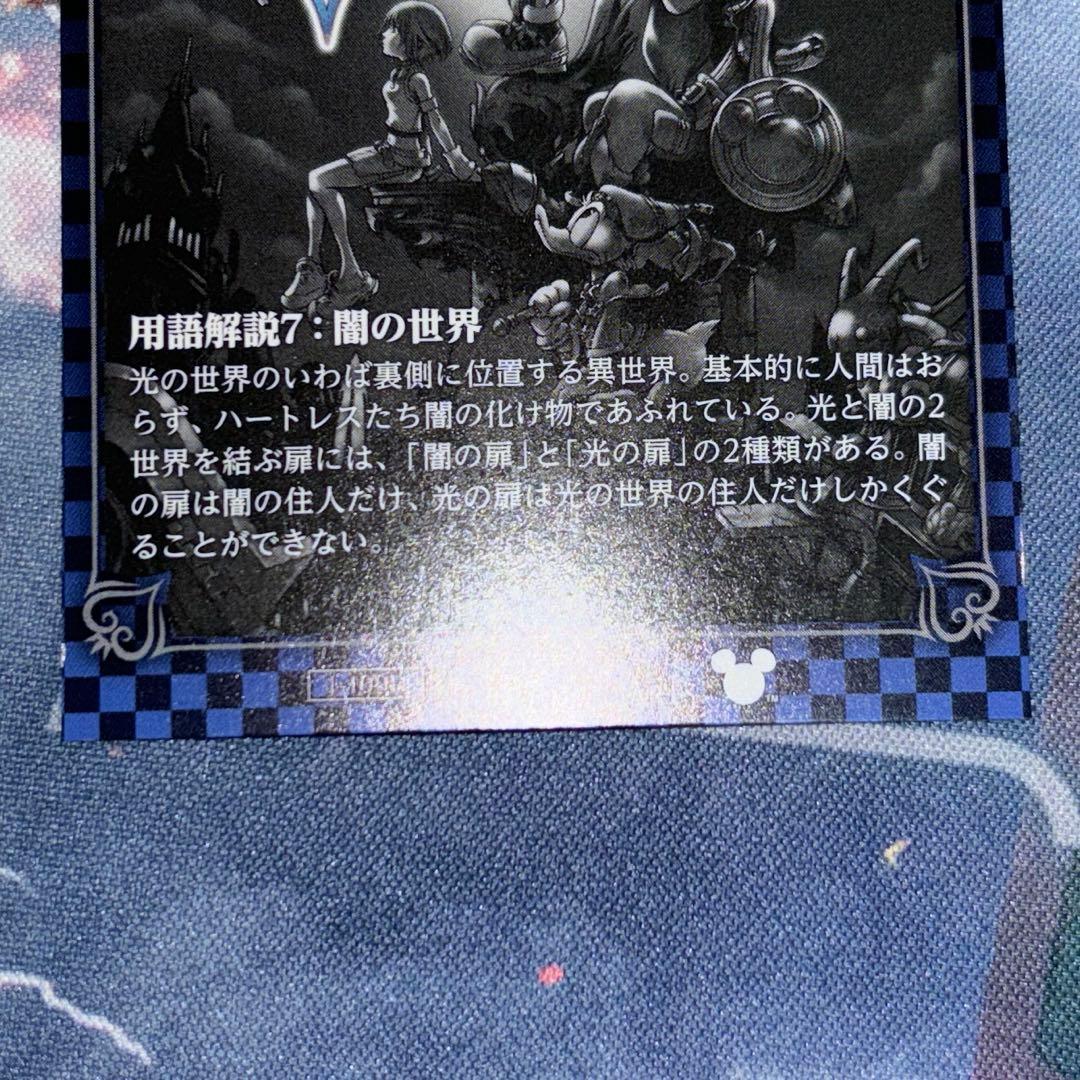 用語解説7:闇の世界
光の世界のいわば裏側に位置する異世界。基本的に人間はお
らず、ハートレスたち闇の化け物であふれている。光と闇の2
世界を結ぶ扉には、「闇の扉」と「光の扉」の2種類がある。闇
の扉は闇の住人だけ、光の扉は光の世界の住人だけしかくぐ
ることができない。